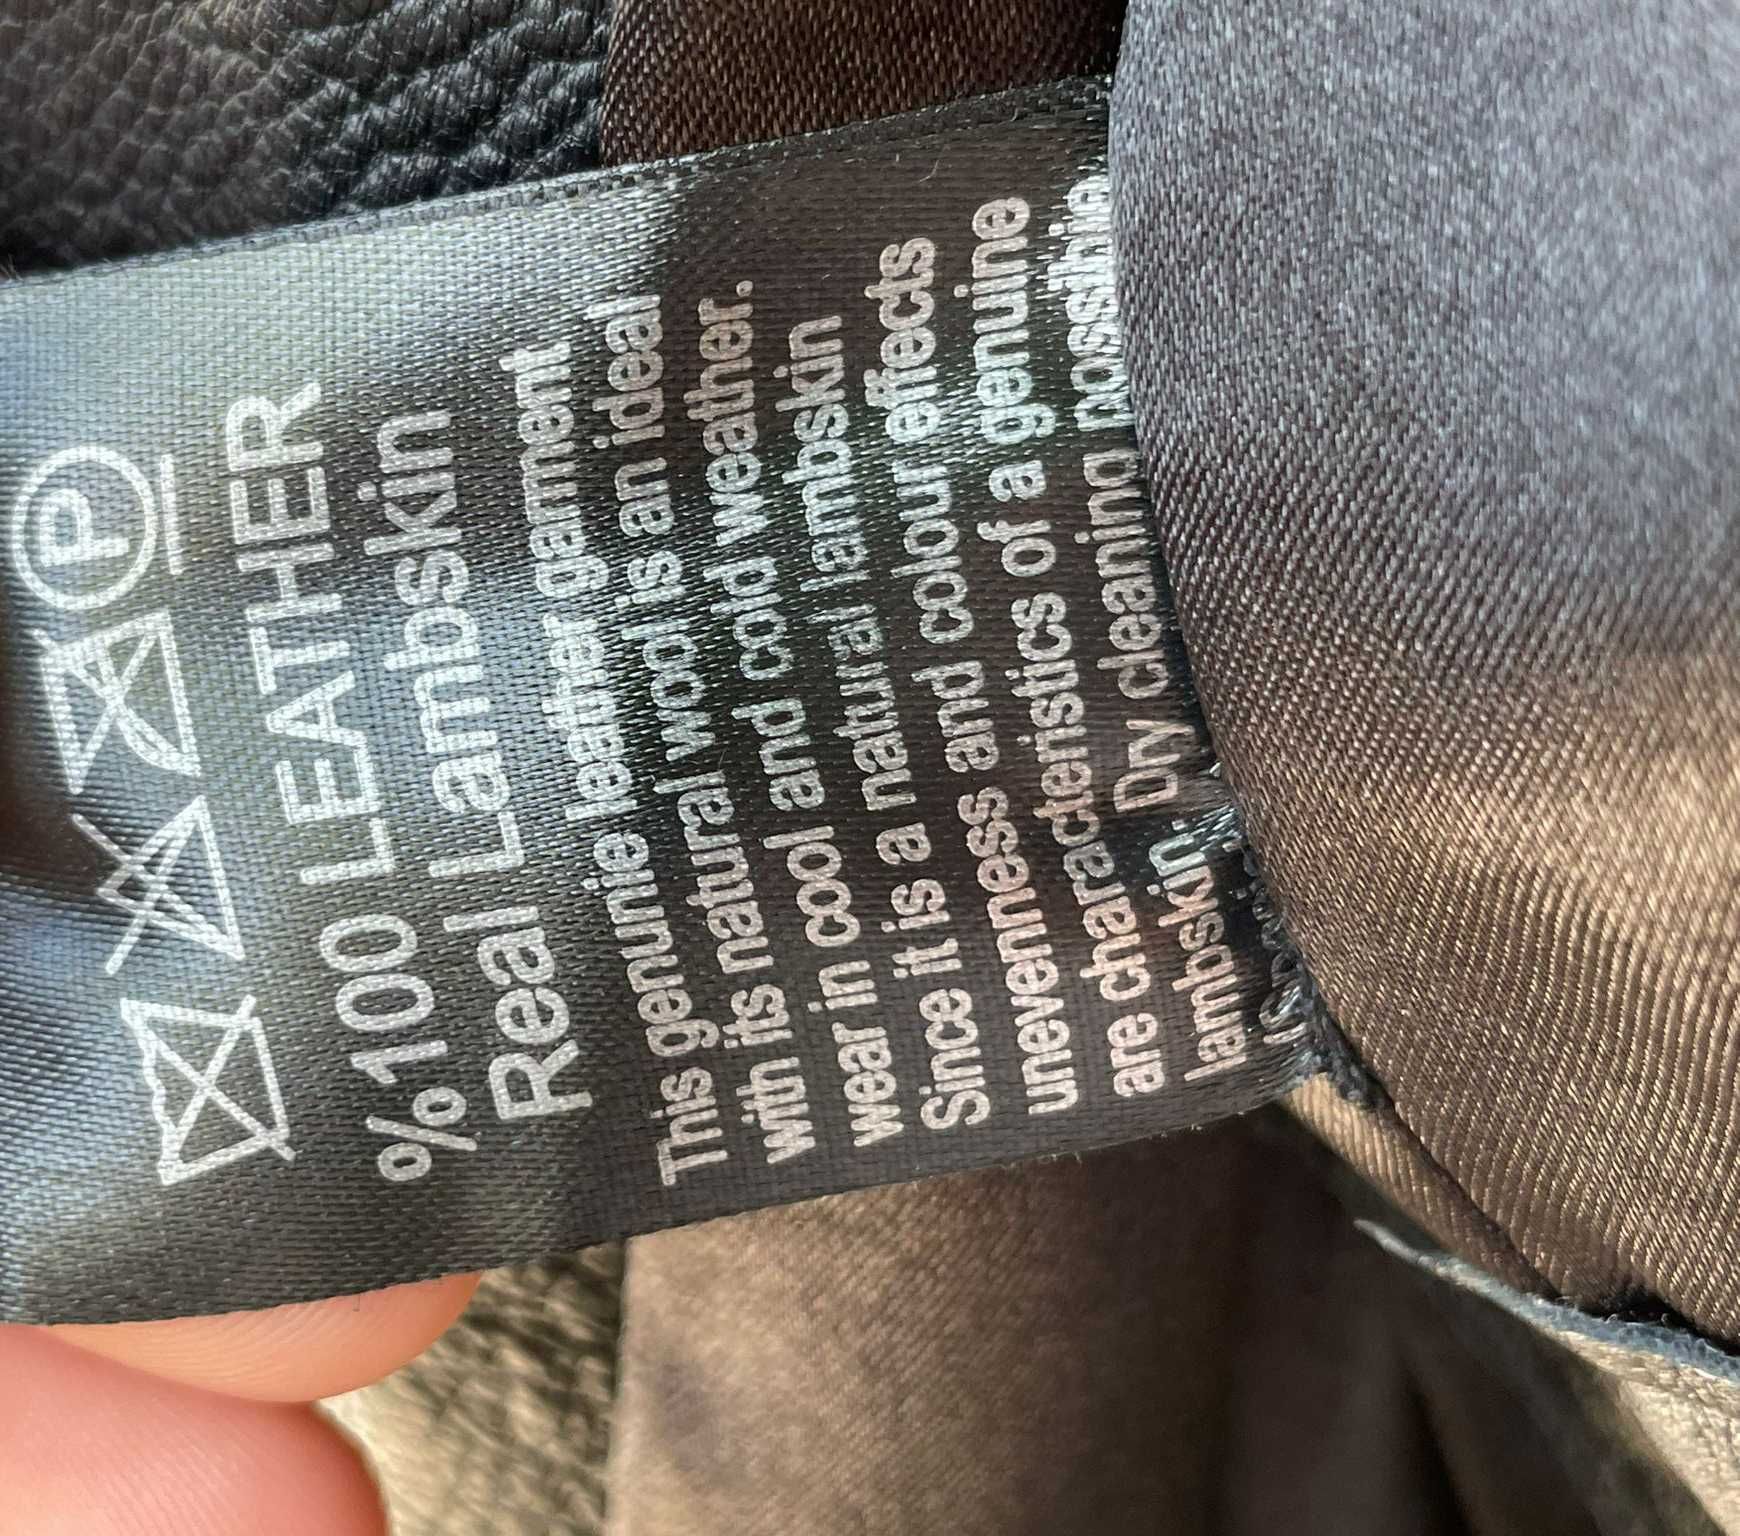 P
%100 LEATHER
Real Lambskin
This genunie leather garment
with its natural wool is an ideal
wear in cool and cold weather.
Since it is a natural lambskin
unevenness and colour effects
are characteristics of a genuine
lambskin. Dry cleaning possible